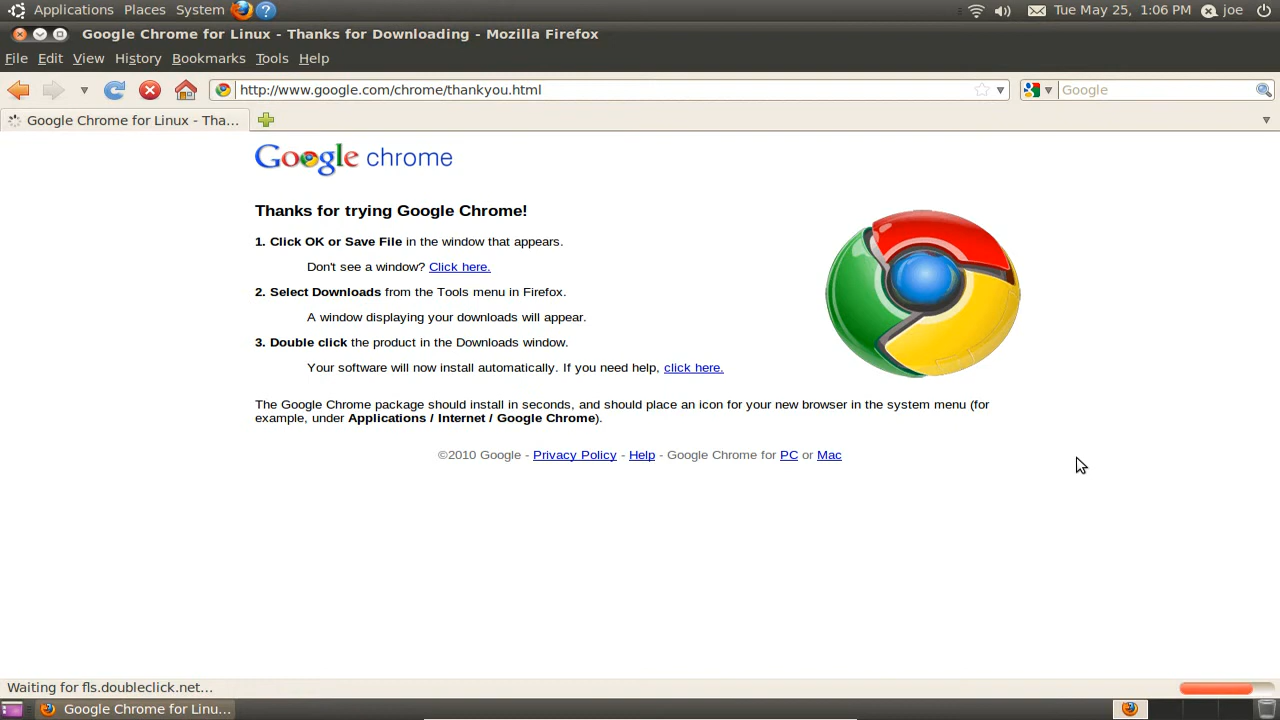 Applications Places System Tue May 25, 1:06 PM joe
Google Chrome for Linux - Thanks for Downloading - Mozilla Firefox
File Edit View History Bookmarks Tools Help
http://www.google.com/chrome/thankyou.html Google
Google Chrome for Linux - Tha...
Google chrome
Thanks for trying Google Chrome!
1. Click OK or Save File in the window that appears.
Don't see a window? Click here.
2. Select Downloads from the Tools menu in Firefox.
A window displaying your downloads will appear.
3. Double click the product in the Downloads window.
Your software will now install automatically. If you need help, click here.
The Google Chrome package should install in seconds, and should place an icon for your new browser in the system menu (for
example, under Applications / Internet / Google Chrome).
©2010 Google - Privacy Policy - Help - Google Chrome for PC or Mac
Waiting for fls.doubleclick.net...
Google Chrome for Linu...